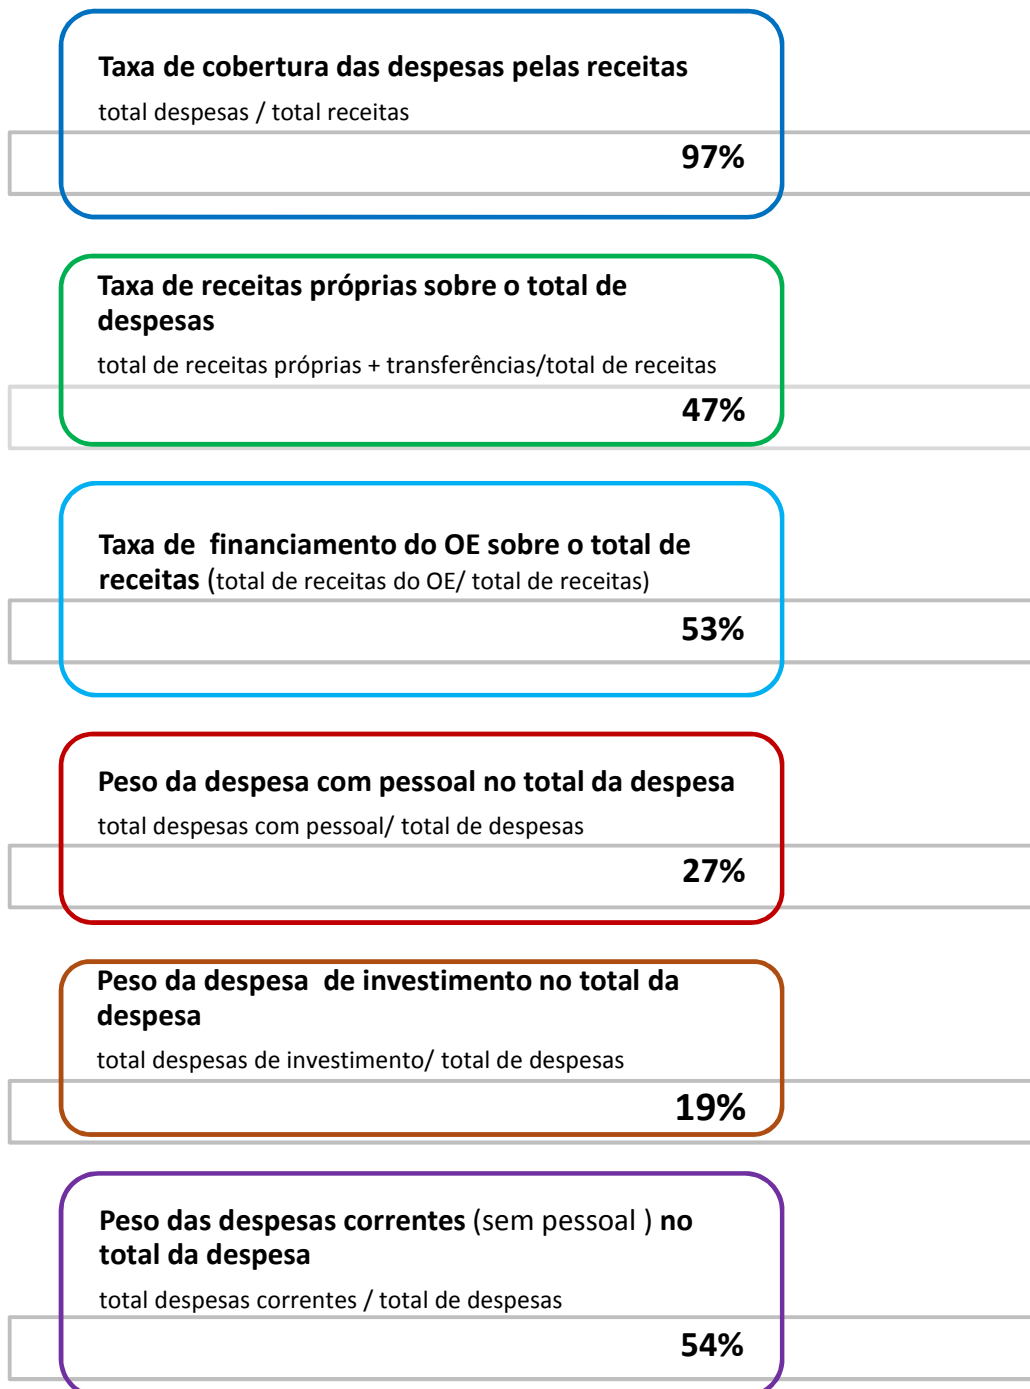 Taxa de cobertura das despesas pelas receitas
total despesas / total receitas
97%
Taxa de receitas próprias sobre o total de
despesas
total de receitas próprias + transferências/total de receitas
47%
Taxa de  financiamento do OE sobre o total de
receitas (total de receitas do OE/ total de receitas)
53%
Peso da despesa com pessoal no total da despesa
total despesas com pessoal/ total de despesas
27%
Peso da despesa  de investimento no total da
despesa
total despesas de investimento/ total de despesas
19%
Peso das despesas correntes (sem pessoal ) no
total da despesa
total despesas correntes / total de despesas
54%